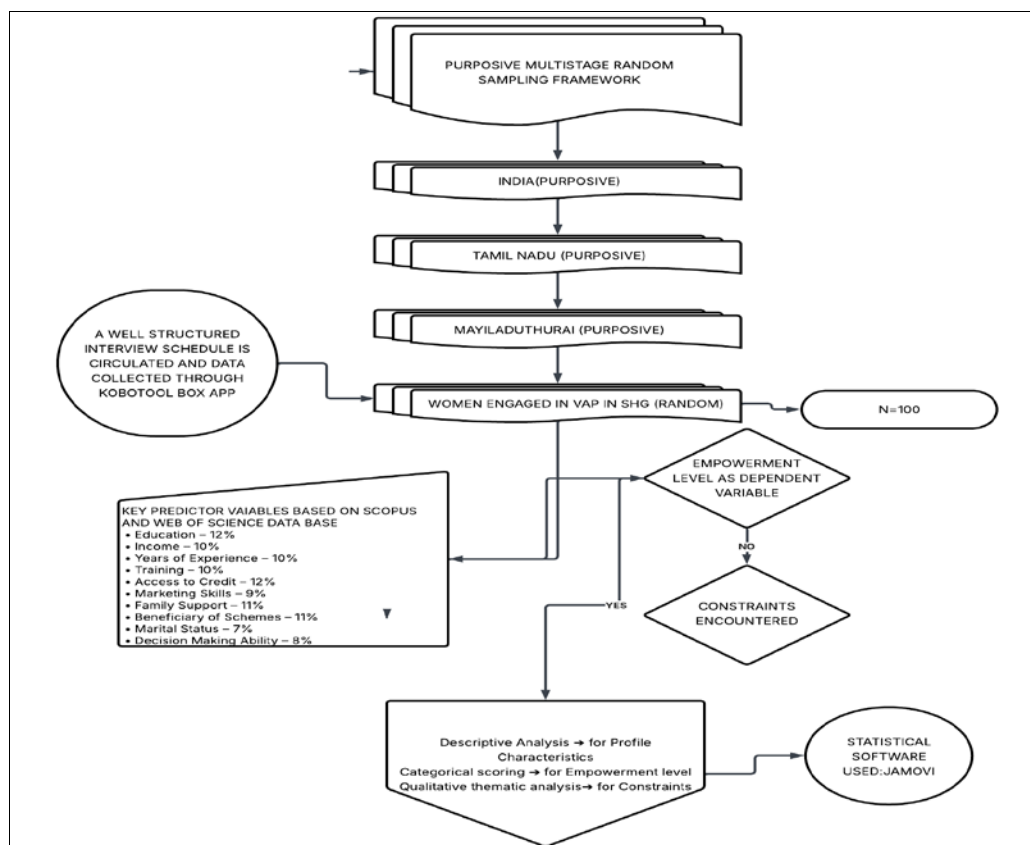 PURPOSIVE MULTISTAGE RANDOM
SAMPLING FRAMEWORK
INDIA(PURPOSIVE)
TAMIL NADU (PURPOSIVE)
MAYILADUTHURAI (PURPOSIVE)
A WELL STRUCTURED
INTERVIEW SCHEDULE IS
CIRCULATED AND DATA
COLLECTED THROUGH
KOBOTOOL BOX APP
WOMEN ENGAGED IN VAP IN SHG (RANDOM)
N=100
EMPOWERMENT
LEVEL AS DEPENDENT
VARIABLE
KEY PREDICTOR VAIABLES BASED ON SCOPUS
AND WEB OF SCIENCE DATA BASE
• Education – 12%
• Income – 10%
• Years of Experience – 10%
• Training – 10%
• Access to Credit – 12%
• Marketing Skills – 9%
• Family Support – 11%
• Beneficiary of Schemes – 11%
• Marital Status – 7%
• Decision Making Ability – 8%
NO
YES
CONSTRAINTS
ENCOUNTERED
Descriptive Analysis → for Profile
Characteristics
Categorical scoring → for Empowerment level
Qualitative thematic analysis→ for Constraints
STATISTICAL
SOFTWARE
USED:JAMOVI